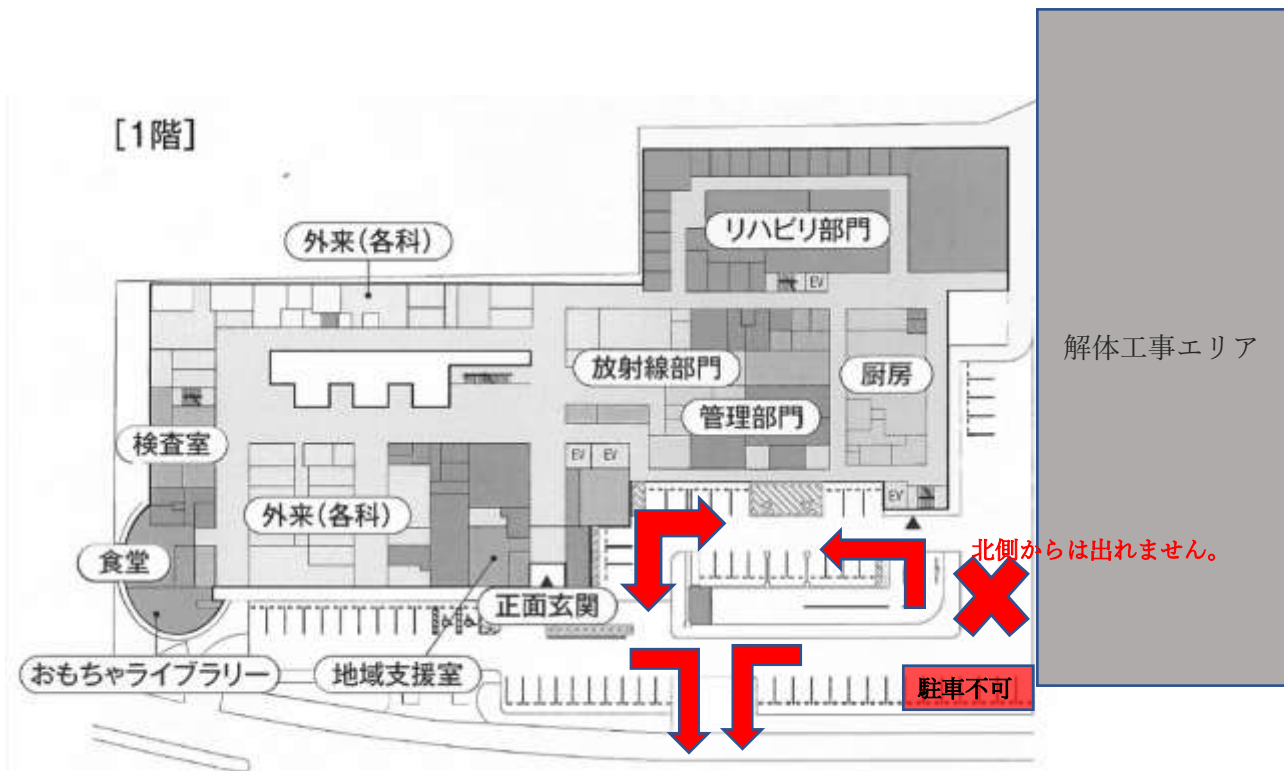 [1階]
リハビリ部門
外来(各科)
EV
解体工事エリア
放射線部門
厨房
管理部門
検査室
EV
EV
EV
外来(各科)
北側からは出れません。
食堂
正面玄関
おもちゃライブラリー
地域支援室
駐車不可